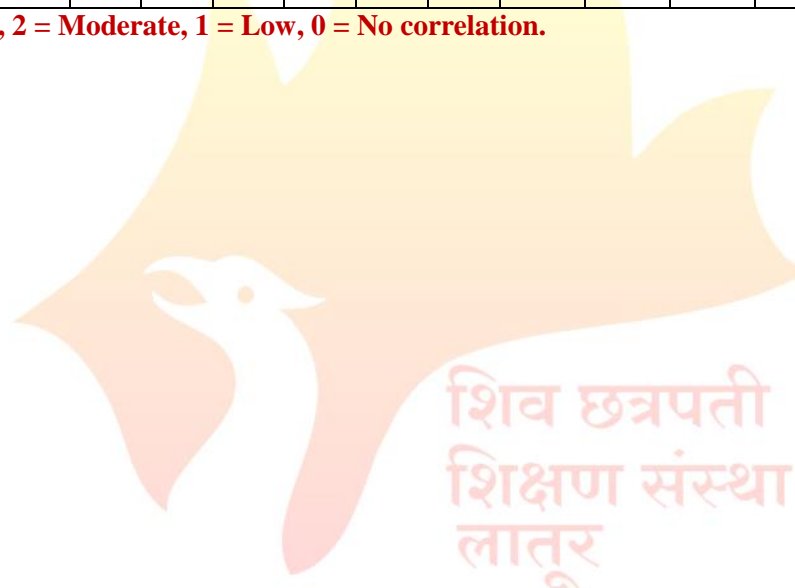 , 2 = Moderate, 1 = Low, 0 = No correlation.
शिव छत्रपती
शिक्षण संस्था
लातूर